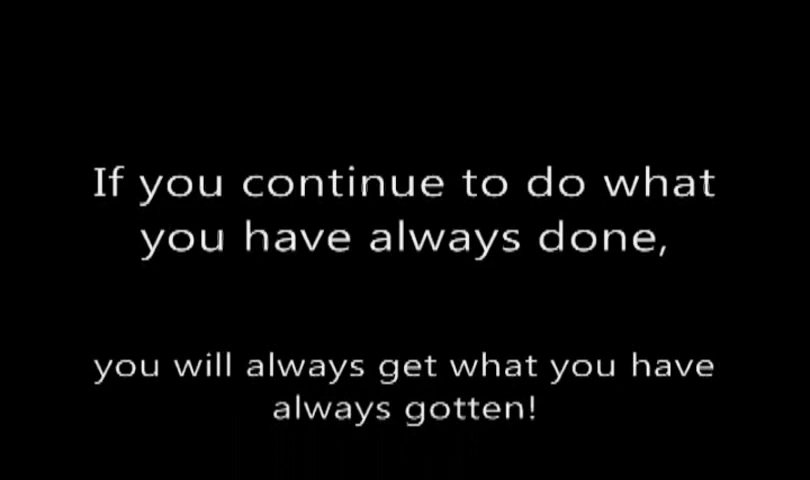 If you continue to do what
you have always done,
you will always get what you have
always gotten!